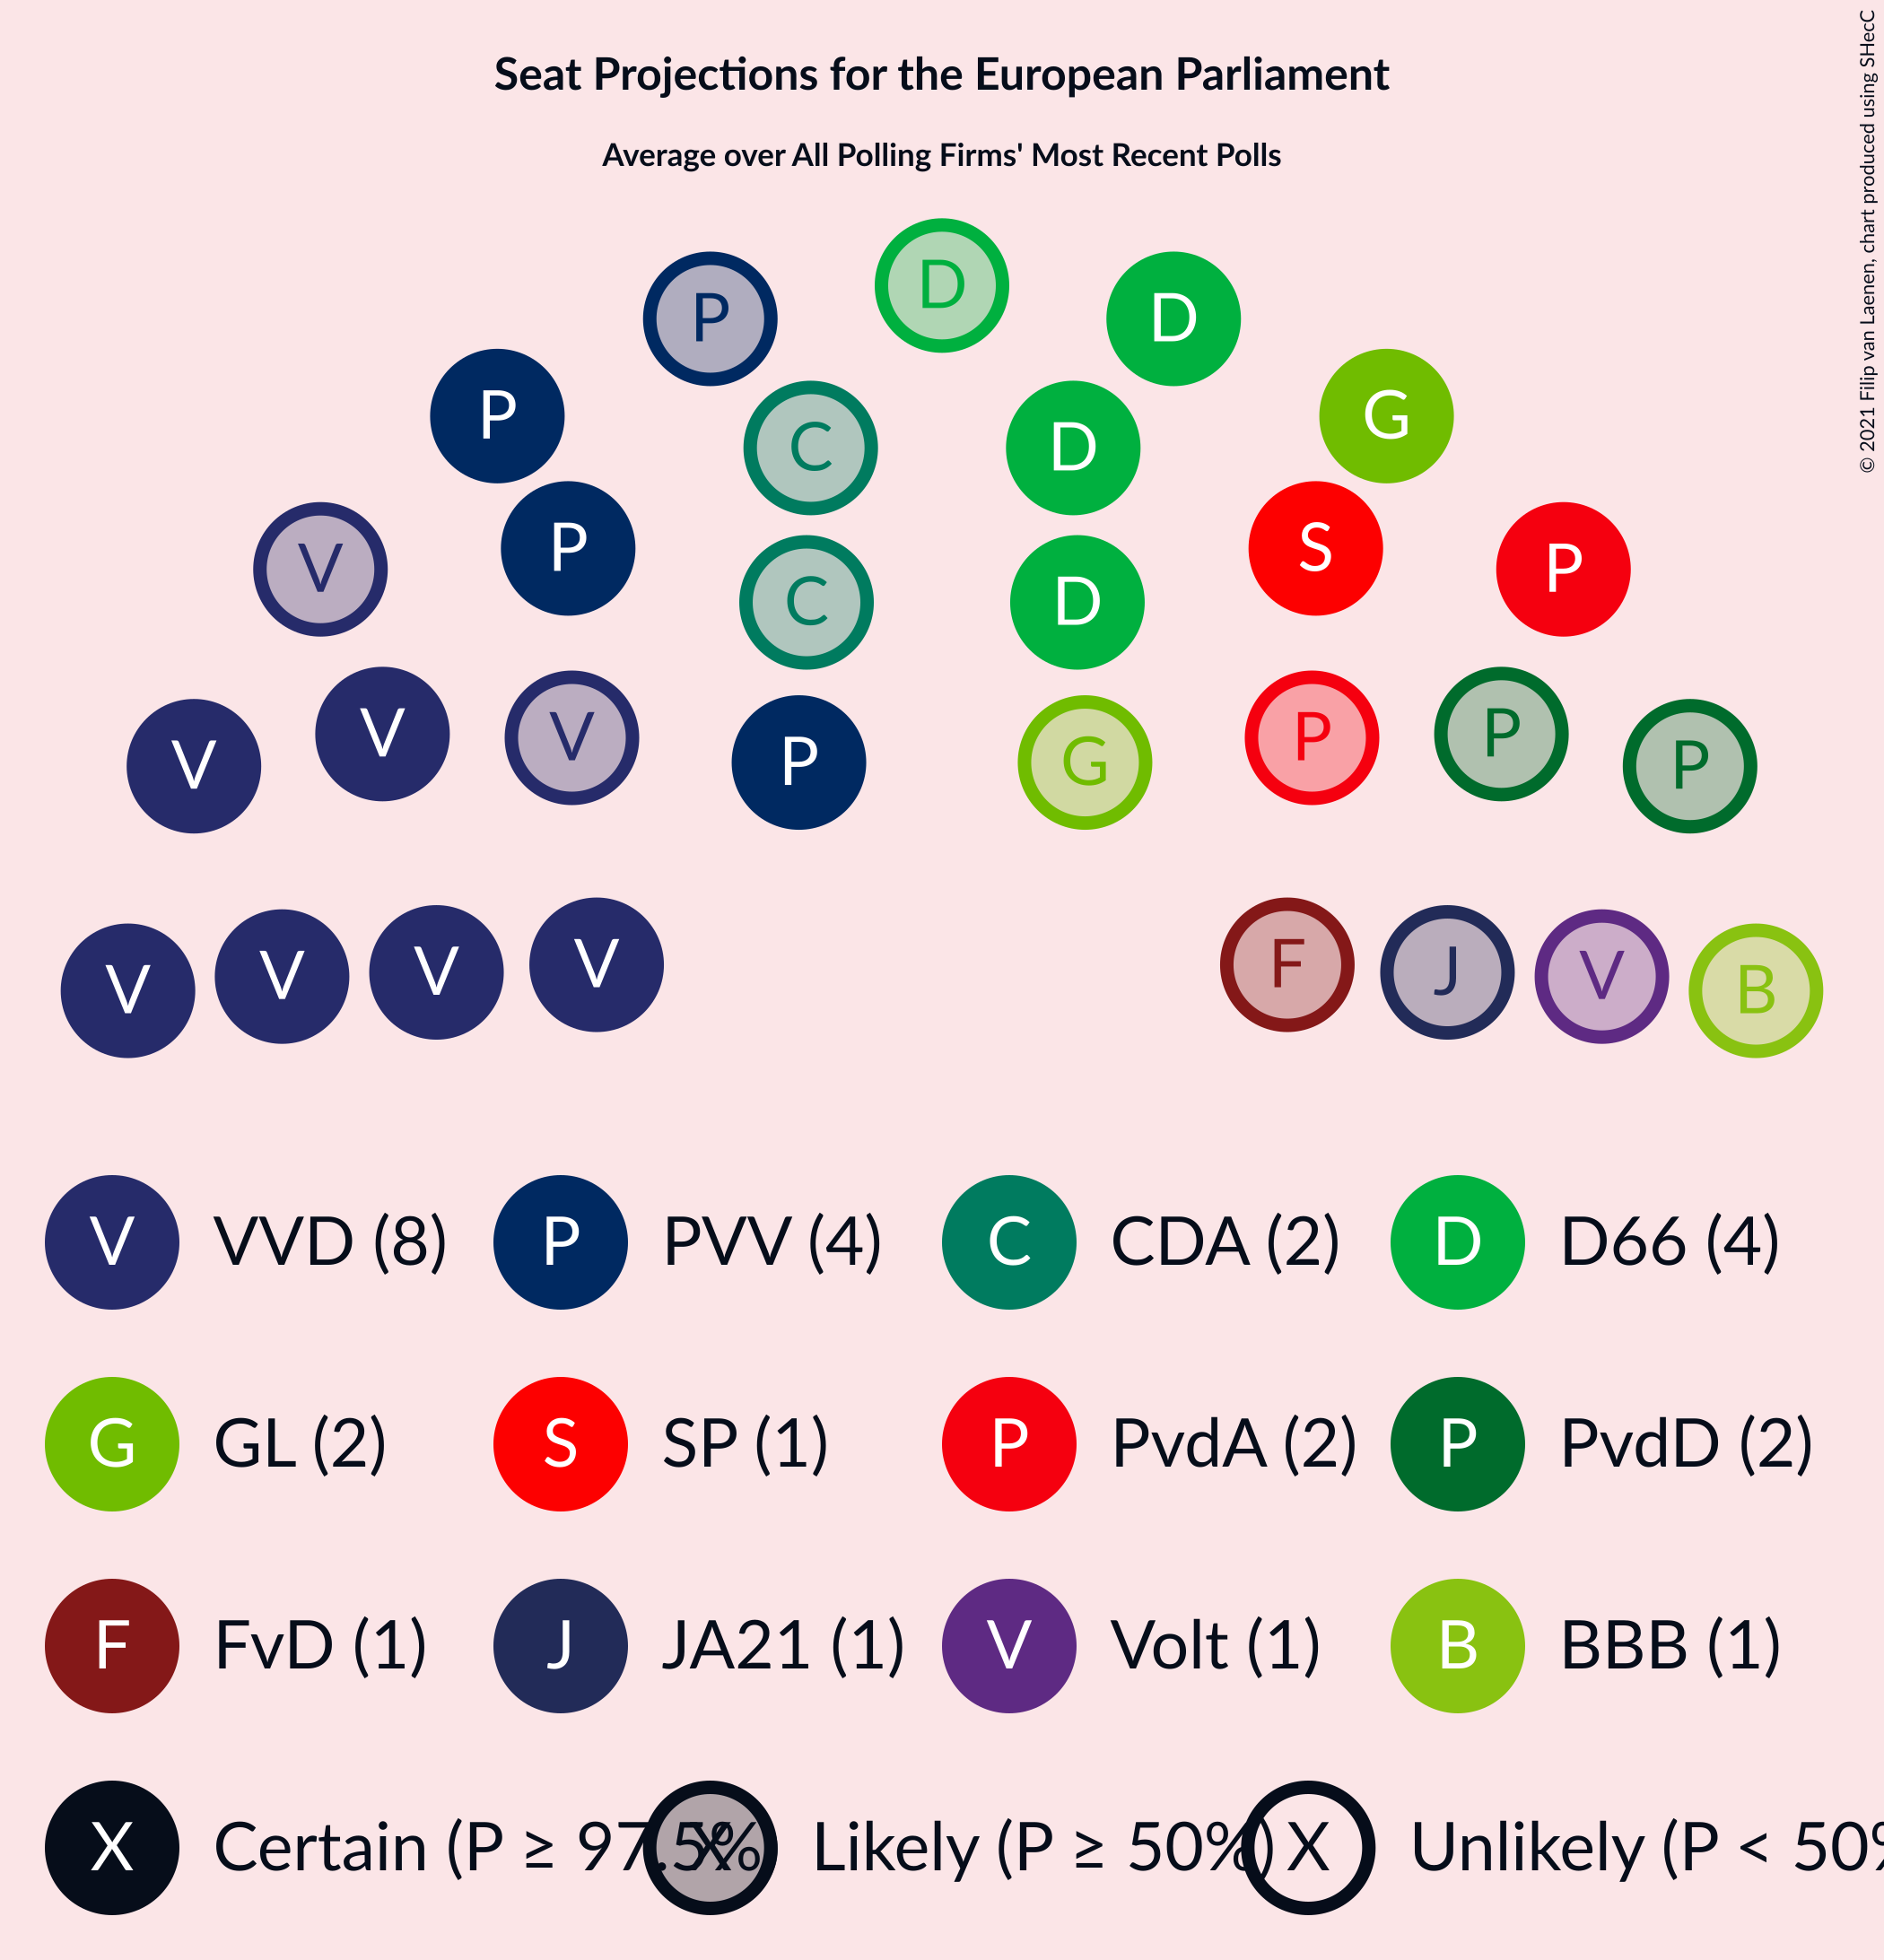 Seat Projections for the European Parliament
Average over All Polling Firms' Most Recent Polls
© 2021 Filip van Laenen, chart produced using SHecC
D
P D
P G
C D
P S
V P
C D
V V P G P P P
V P
V V V V F J V B
V VVD (8) P PVV (4) C CDA (2) D D66 (4)
G GL (2) S SP (1) P PvdA (2) P PvdD (2)
F FvD (1) J JA21 (1) V Volt (1) B BBB (1)
X Certain (P ≥ 97.5% X Likely (P ≥ 50%) X Unlikely (P < 50%